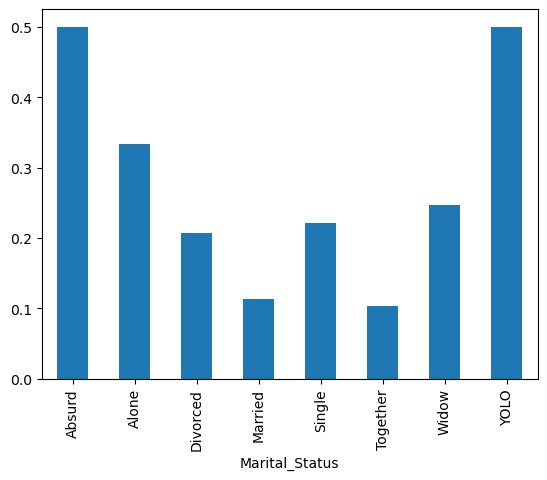 0.5
0.4
0.3
0.2
0.1
0.0
Absurd
Alone
Divorced
Married
Single
Together
Widow
YOLO
Marital_Status